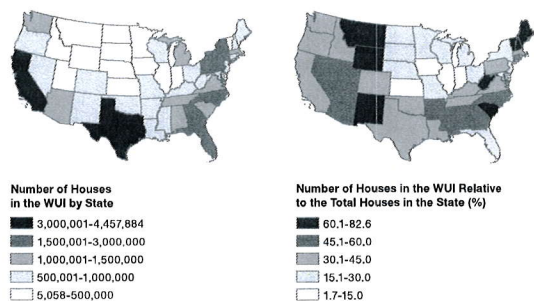 Number of Houses
in the WUI by State
3,000,001-4,457,884
1,500,001-3,000,000
1,000,001-1,500,000
500,001-1,000,000
5,058-500,000
Number of Houses in the WUI Relative
to the Total Houses in the State (%)
60.1-82.6
45.1-60.0
30.1-45.0
15.1-30.0
1.7-15.0